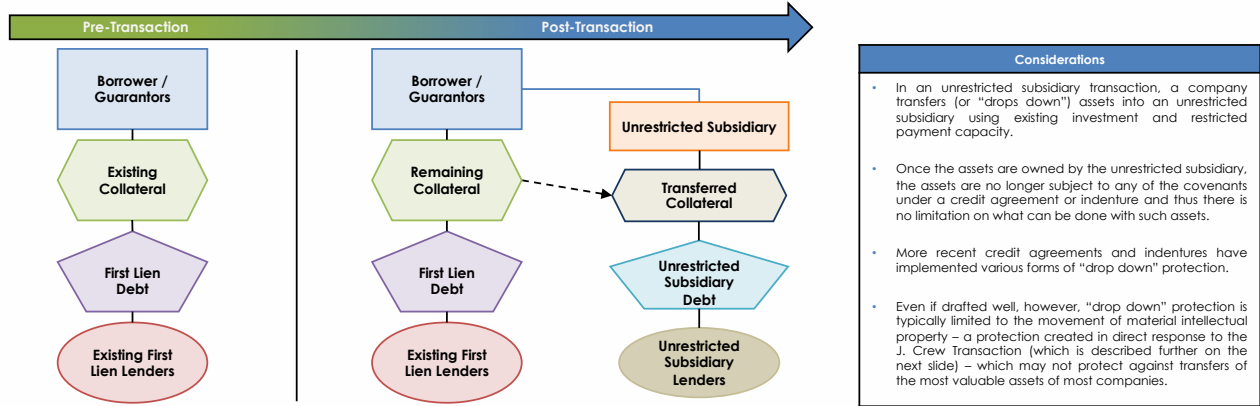 Pre-Transaction
Post-Transaction
Borrower /
Guarantors
Existing
Collateral
First Lien
Debt
Existing First
Lien Lenders
Borrower /
Guarantors
Remaining
Collateral
First Lien
Debt
Existing First
Lien Lenders
Unrestricted Subsidiary
Transferred
Collateral
Unrestricted
Subsidiary
Debt
Unrestricted
Subsidiary
Lenders
Considerations
• In an unrestricted subsidiary transaction, a company
transfers (or “drops down”) assets into an unrestricted
subsidiary using existing investment and restricted
payment capacity.
• Once the assets are owned by the unrestricted subsidiary,
the assets are no longer subject to any of the covenants
under a credit agreement or indenture and thus there is
no limitation on what can be done with such assets.
• More recent credit agreements and indentures have
implemented various forms of “drop down” protection.
• Even if drafted well, however, “drop down” protection is
typically limited to the movement of material intellectual
property – a protection created in direct response to the
J. Crew Transaction (which is described further on the
next slide) – which may not protect against transfers of
the most valuable assets of most companies.